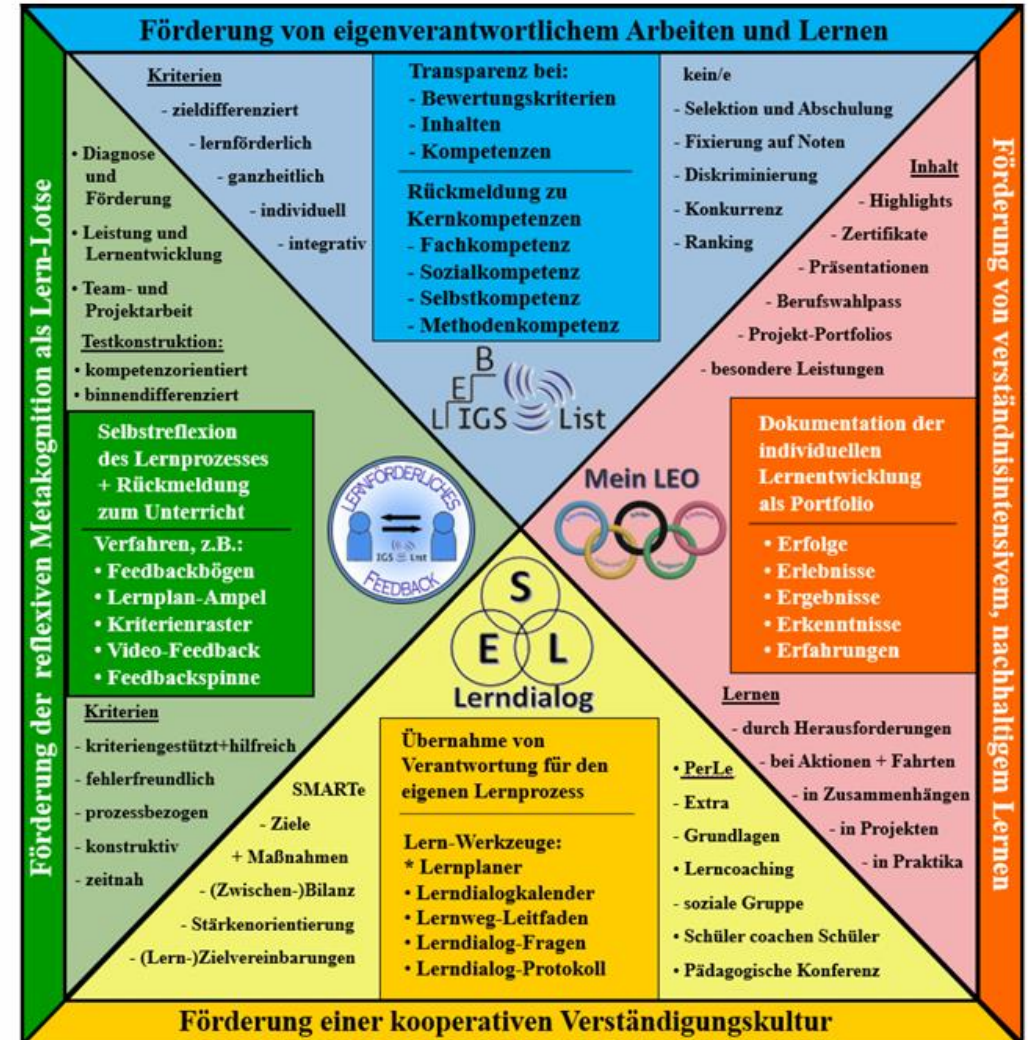 Förderung von eigenverantwortlichem Arbeiten und Lernen
Kriterien
- zieldifferenziert
- lernförderlich
- ganzheitlich
- individuell
- integrativ
Transparenz bei:
- Bewertungskriterien
- Inhalten
- Kompetenzen
Rückmeldung zu
Kernkompetenzen
- Fachkompetenz
- Sozialkompetenz
- Selbstkompetenz
- Methodenkompetenz
kein/e
- Selektion und Abschulung
- Fixierung auf Noten
- Diskriminierung
- Konkurrenz
- Ranking
L E B
IGS List
Förderung der reflexiven Metakognition als Lern-Lotse
• Diagnose
und
Förderung
• Leistung und
Lernentwicklung
• Team- und
Projektarbeit
Testkonstruktion:
• kompetenzorientiert
• binnendifferenziert
Selbstreflexion
des Lernprozesses
+ Rückmeldung
zum Unterricht
Verfahren, z.B.:
• Feedbackbögen
• Lernplan-Ampel
• Kriterienraster
• Video-Feedback
• Feedbackspinne
LERNFÖRDERLICHES
IGS List
FEEDBACK
Kriterien
- kriteriengestützt+hilfreich
- fehlerfreundlich
- prozessbezogen
- konstruktiv
- zeitnah
Förderung von verständnisintensivem, nachhaltigem Lernen
Inhalt
- Highlights
- Zertifikate
- Präsentationen
- Berufswahlpass
- Projekt-Portfolios
- besondere Leistungen
Mein LEO
Dokumentation der
individuellen
Lernentwicklung
als Portfolio
• Erfolge
• Erlebnisse
• Ergebnisse
• Erkenntnisse
• Erfahrungen
Lernen
- durch Herausforderungen
- bei Aktionen + Fahrten
- in Zusammenhängen
- in Projekten
- in Praktika
S
E L
Lerndialog
SMARTe
- Ziele
+ Maßnahmen
- (Zwischen-)Bilanz
- Stärkenorientierung
- (Lern-)Zielvereinbarungen
Übernahme von
Verantwortung für den
eigenen Lernprozess
Lern-Werkzeuge:
* Lernplaner
• Lerndialogkalender
• Lernweg-Leitfaden
• Lerndialog-Fragen
• Lerndialog-Protokoll
• PerLe
- Extra
- Grundlagen
• Lerncoaching
- soziale Gruppe
• Schüler coachen Schüler
• Pädagogische Konferenz
Förderung einer kooperativen Verständigungskultur